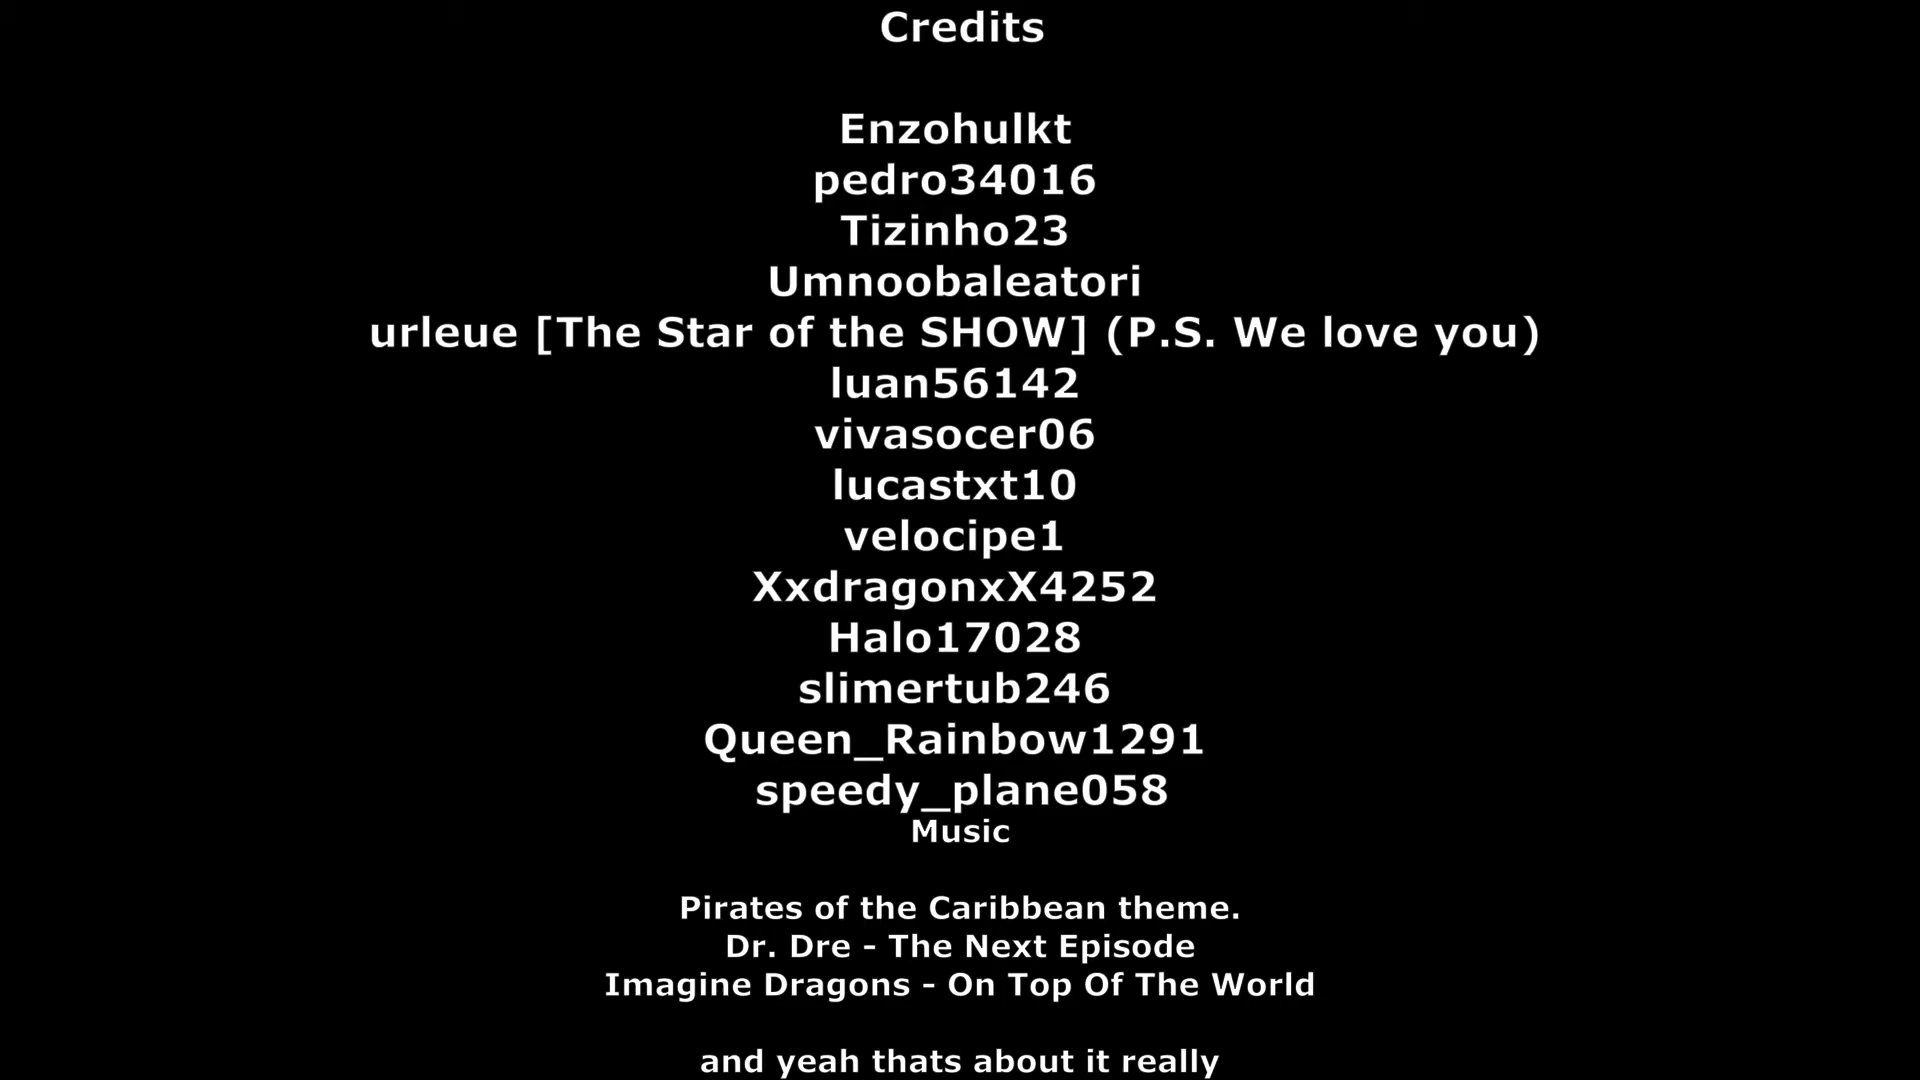 Credits
Enzohulkt
pedro34016
Tizinho23
Umnoobaleatori
urleue [The Star of the SHOW] (P.S. We love you)
luan56142
vivasocer06
lucastxt10
velocipe1
XxdragonxX4252
Halo17028
slimertub246
Queen_Rainbow1291
speedy_plane058
Music
Pirates of the Caribbean theme.
Dr. Dre - The Next Episode
Imagine Dragons - On Top Of The World
and yeah thats about it really